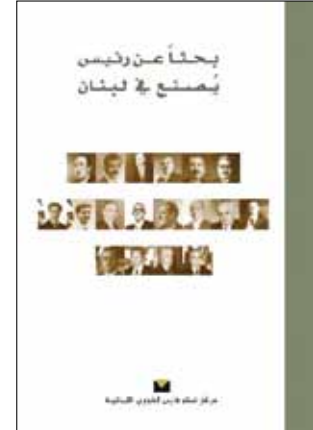 بحثاً عن رئيس
يُصنع في لبنان
مركز عصام فارس للشؤون اللبنانية